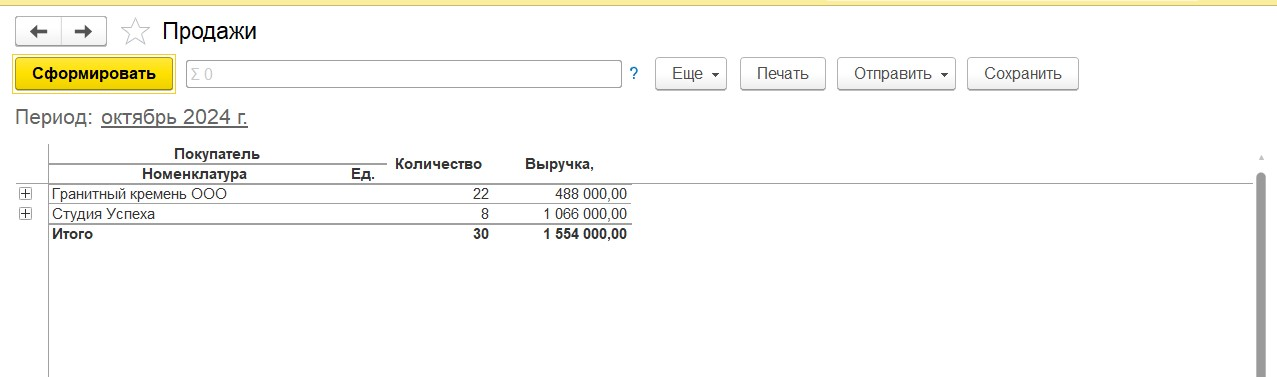 Продажи
Сформировать Σ 0 ? Еще Печать Отправить Сохранить
Период: октябрь 2024 г.
Покупатель Количество Выручка,
Номенклатура Ед.
Гранитный кремень ООО 22 488 000,00
Студия Успеха 8 1 066 000,00
Итого 30 1 554 000,00